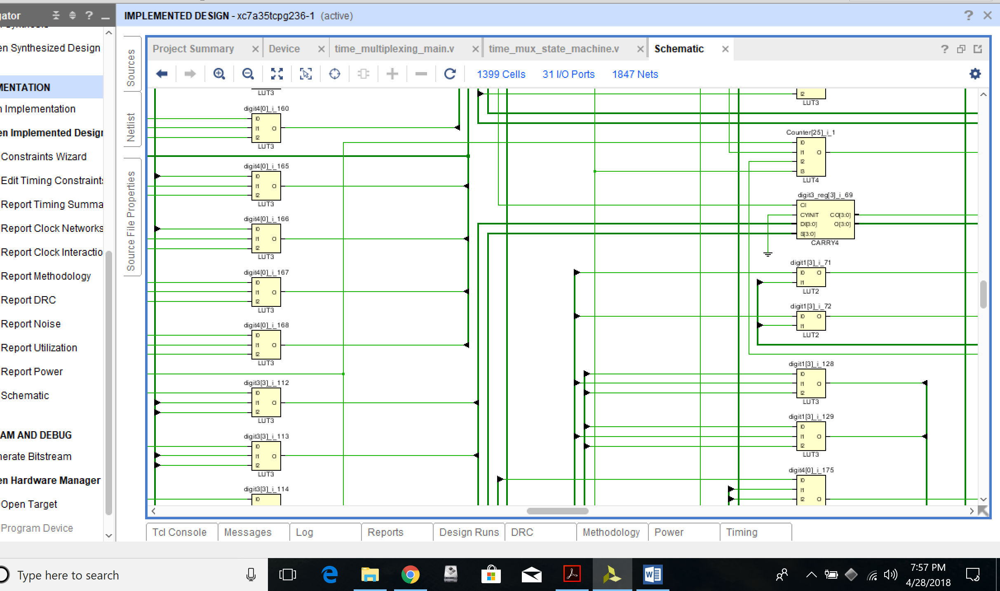 gator
? _
IMPLEMENTED DESIGN - xc7a35tcpg236-1 (active)
en Synthesized Design
MENTATION
n Implementation
en Implemented Design
Constraints Wizard
Edit Timing Constraints
Report Timing Summa
Report Clock Networks
Report Clock Interactio
Report Methodology
Report DRC
Report Noise
Report Utilization
Report Power
Schematic
AM AND DEBUG
nerate Bitstream
en Hardware Manager
Open Target
Program Device
Sources
Netlist
Source File Properties
Project Summary
Device
time_multiplexing_main.v
time_mux_state_machine.v
Schematic
1399 Cells
31 I/O Ports
1847 Nets
LUT3
digit4[0]_i_160
I0
I1 O
I2
LUT3
digit4[0]_i_165
I0
I1 O
I2
LUT3
digit4[0]_i_166
I0
I1 O
I2
LUT3
digit4[0]_i_167
I0
I1 O
I2
LUT3
digit4[0]_i_168
I0
I1 O
I2
LUT3
digit3[3]_i_112
I0
I1 O
I2
LUT3
digit3[3]_i_113
I0
I1 O
I2
LUT3
digit3[3]_i_114
I0
I2
LUT3
Counter[25]_i_1
I0
I1 O
I2
I3
LUT4
digit3_reg[3]_i_69
CI
CYINIT CO[3:0]
DI[3:0] O[3:0]
S[3:0]
CARRY4
digit1[3]_i_71
I0 O
I1
LUT2
digit1[3]_i_72
I0 O
I1
LUT2
digit1[3]_i_128
I0
I1 O
I2
LUT3
digit1[3]_i_129
I0
I1 O
I2
LUT3
digit4[0]_i_175
I0
I1
I2 O
Tcl Console
Messages
Log
Reports
Design Runs
DRC
Methodology
Power
Timing
Type here to search
7:57 PM
4/28/2018